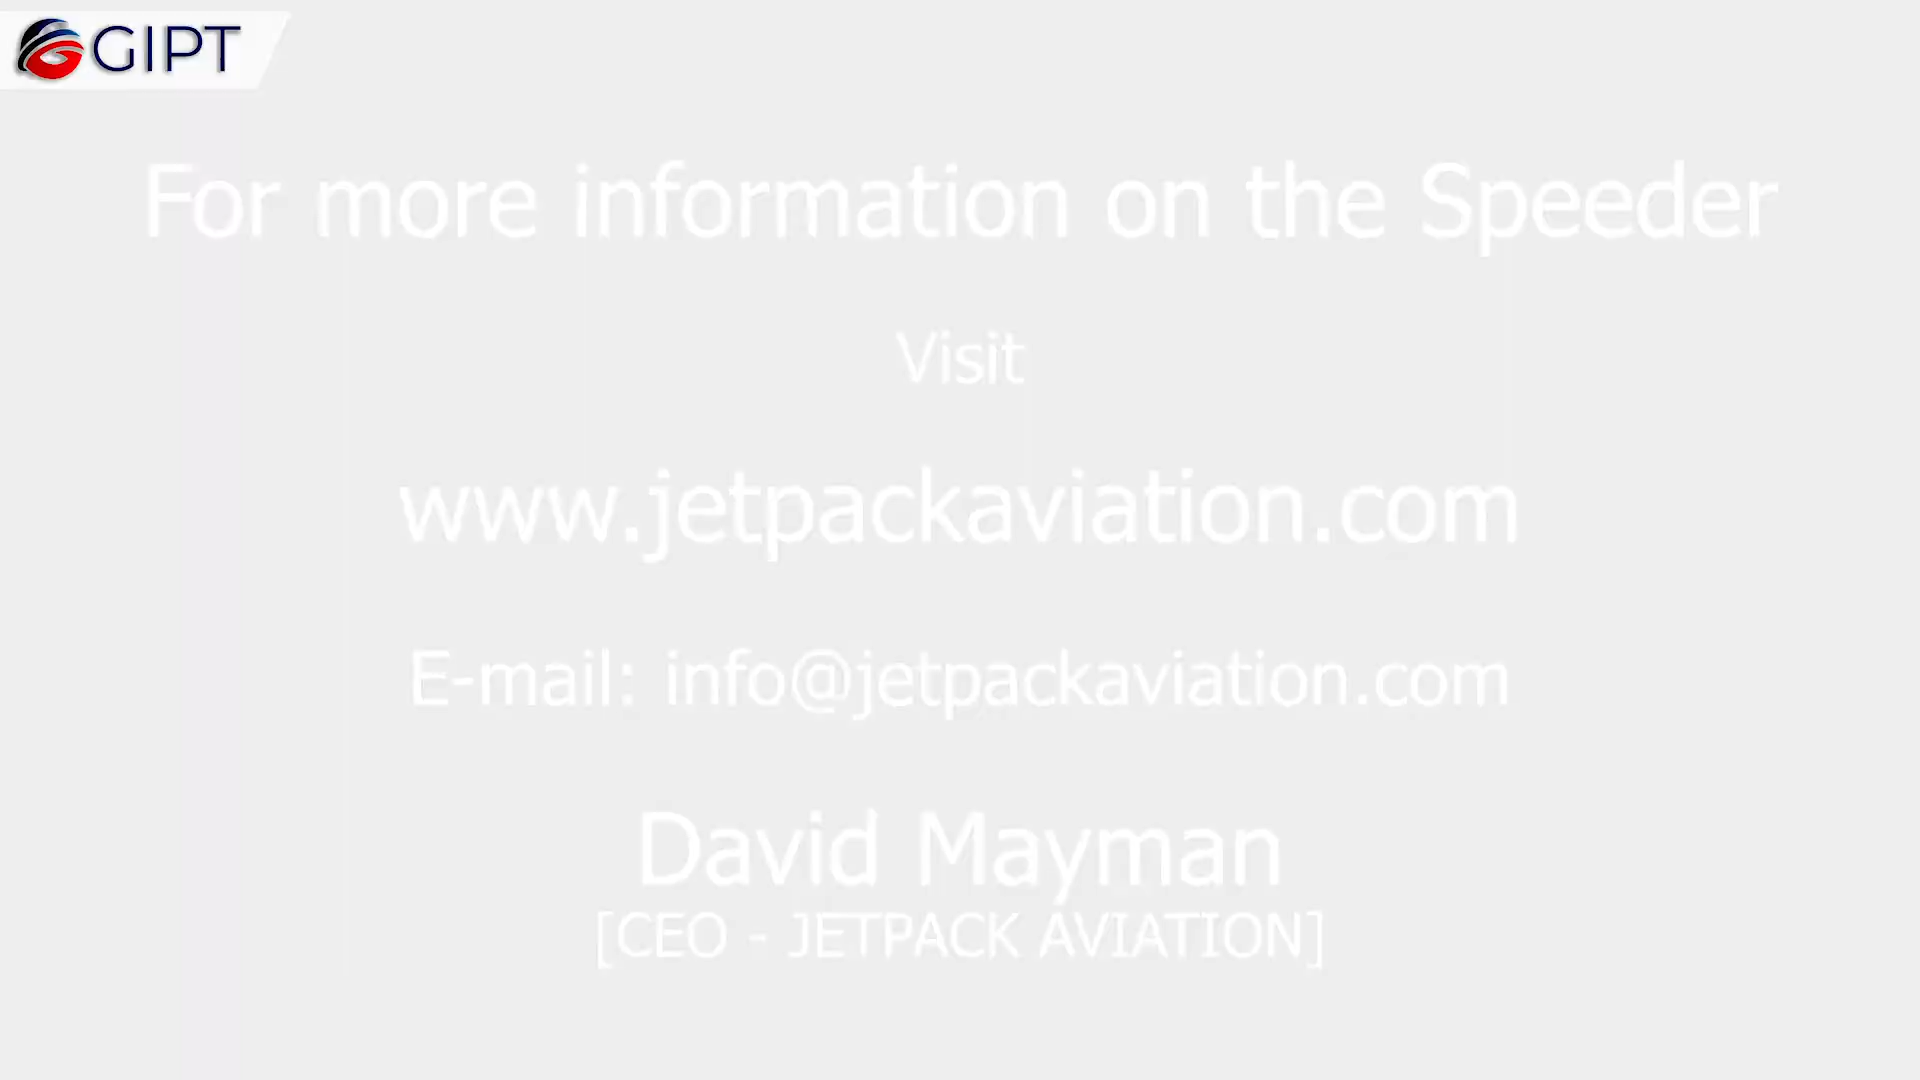 GIPT
For more information on the Speeder
Visit
www.jetpackaviation.com
E-mail: info@jetpackaviation.com
David Mayman
[CEO - JETPACK AVIATION]